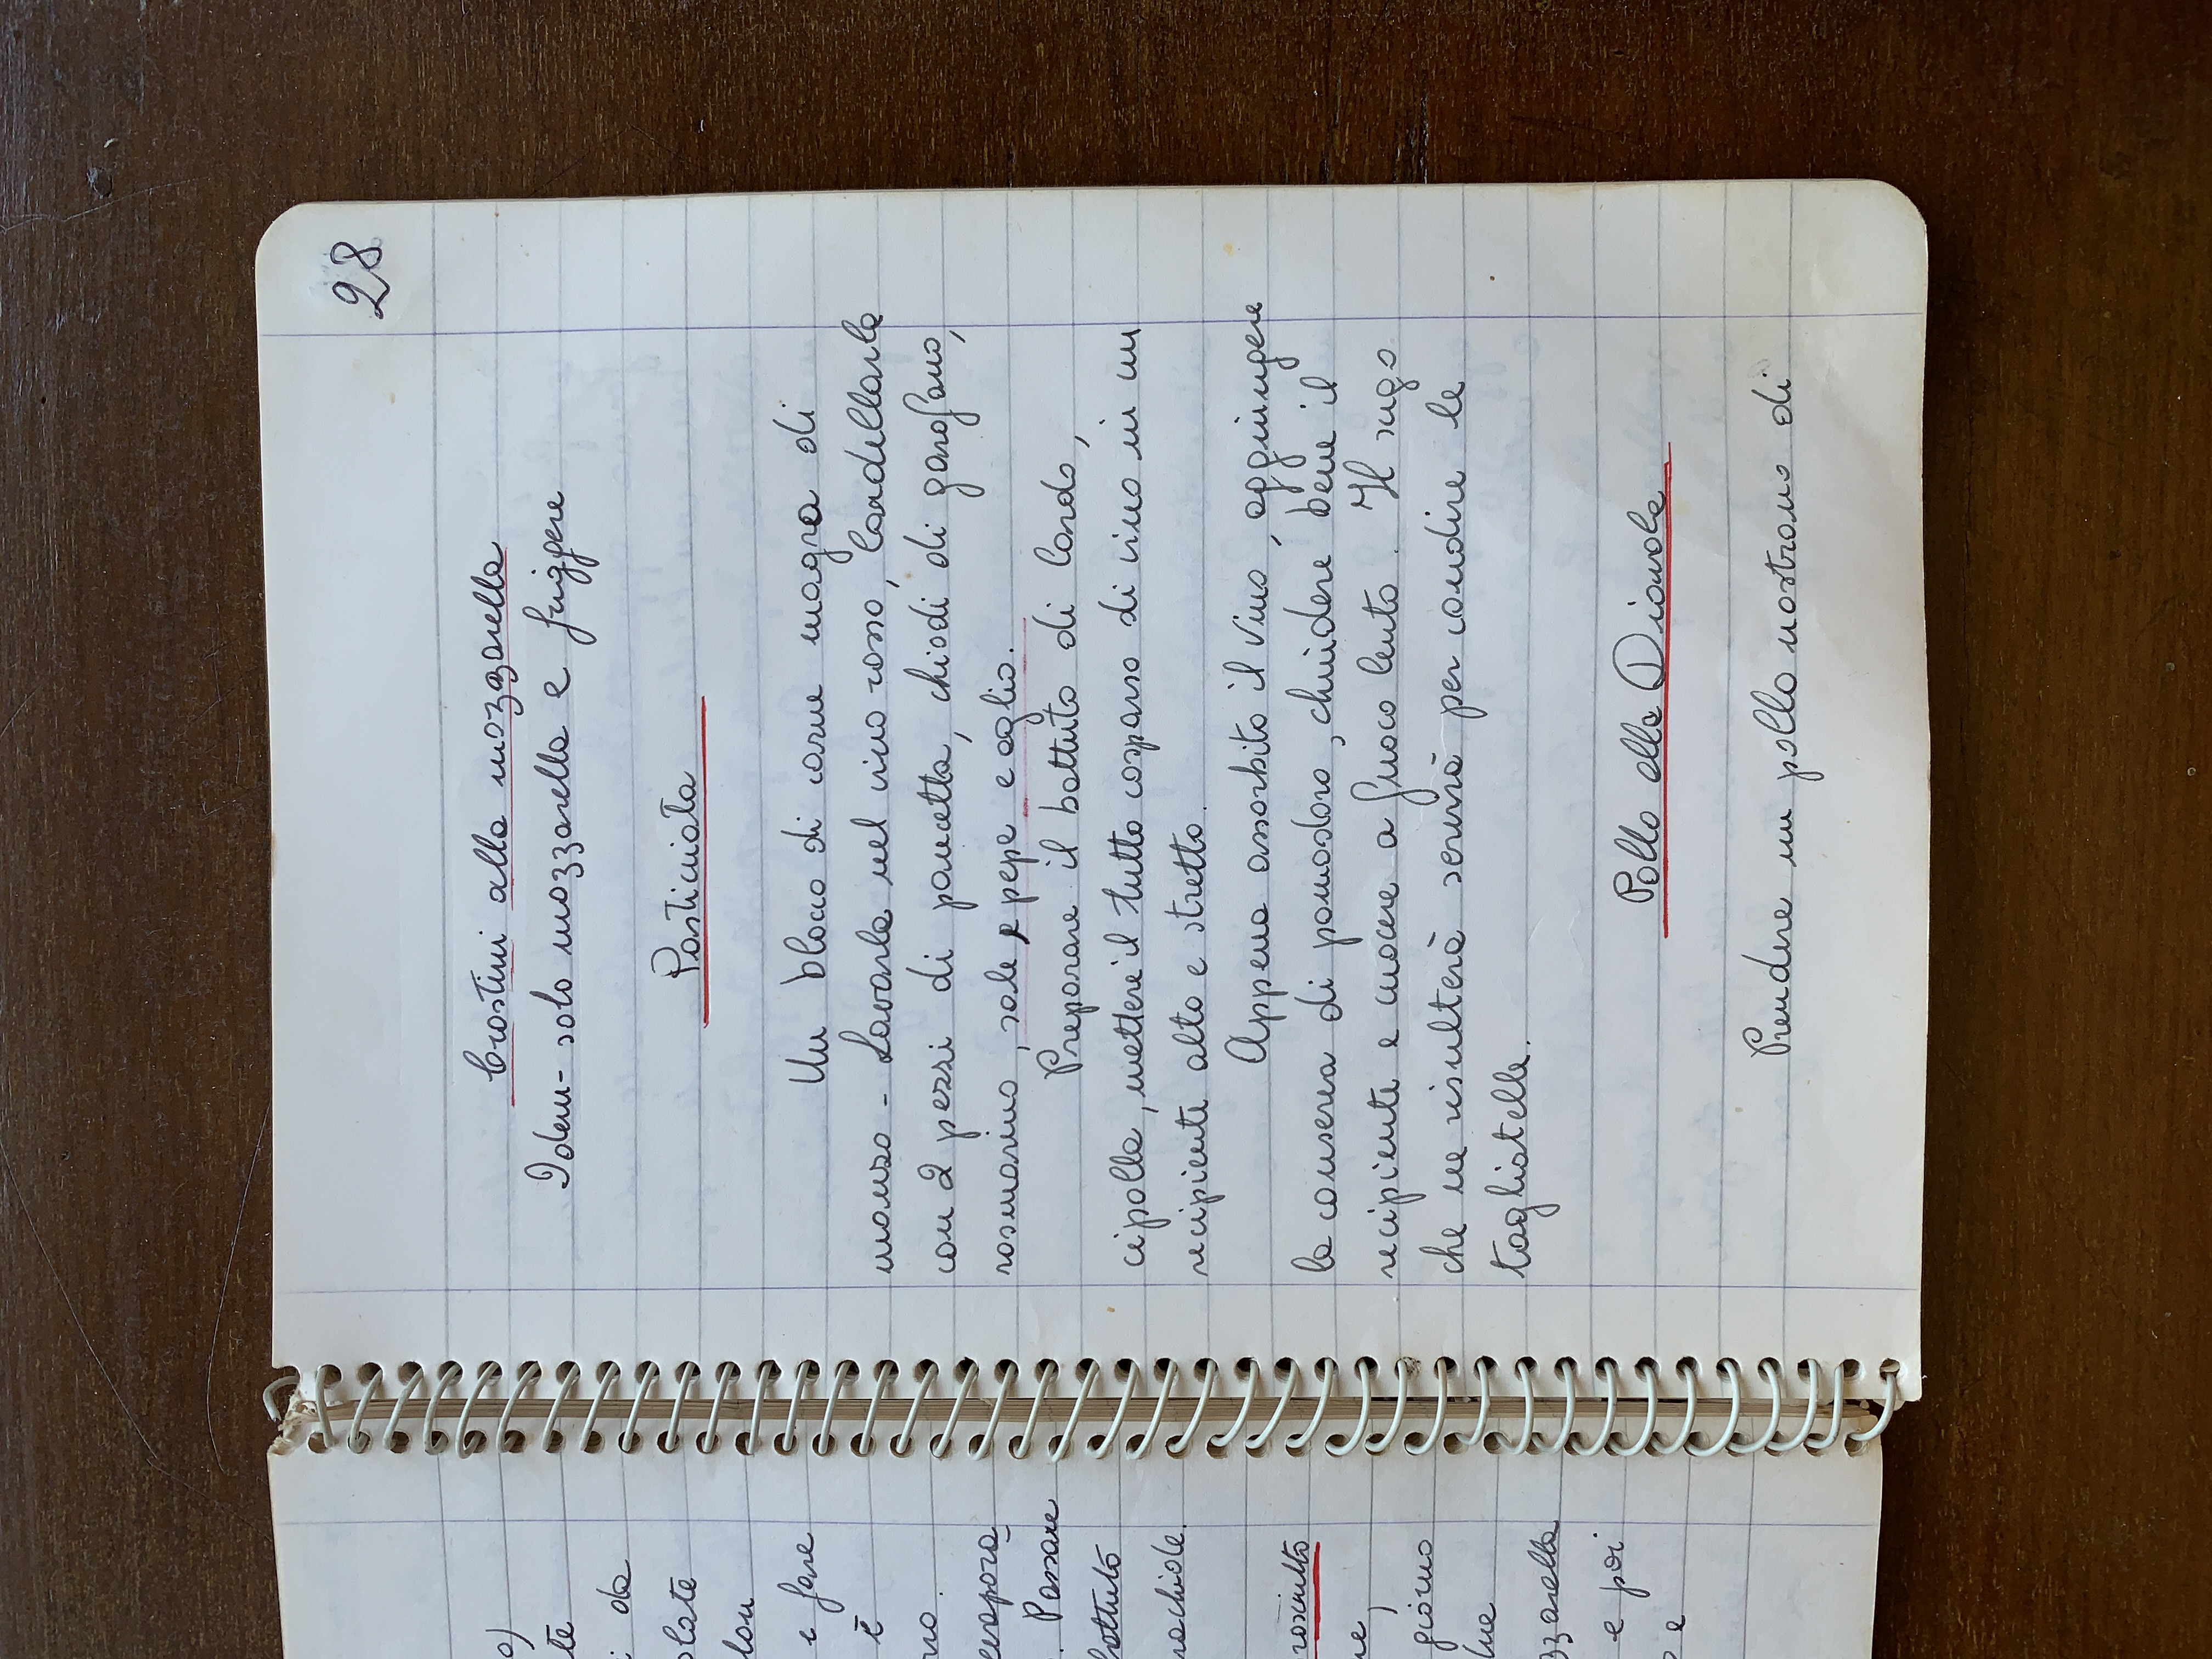 o)
te
i da
olate
lon
e fare
È
rno.
evapora
. Passare
battuto
rachide.
rosciutto
ne,
giorno
lue
zzarella
e poi
o e
28
Crostini alla mozzarella
Idem - solo mozzarella e friggere
Pasticciata
Un blocco di carne magra di
manzo - Lavarla nel vino rosso, lardellarla
con 2 pezzi di pancetta, chiodi di garofano,
rosmarino, sale e pepe e aglio.
Preparare il battuto di lardo,
cipolla, mettere il tutto cosparso di vino in un
recipiente alto e stretto.
Appena assorbito il vino, aggiungere
la conserva di pomodoro, chiudere bene il
recipiente e cuocere a fuoco lento. Il sugo
che ne risulterà servirà per condire le
tagliatelle.
Pollo alla Diavola
Prendere un pollo nostrano di